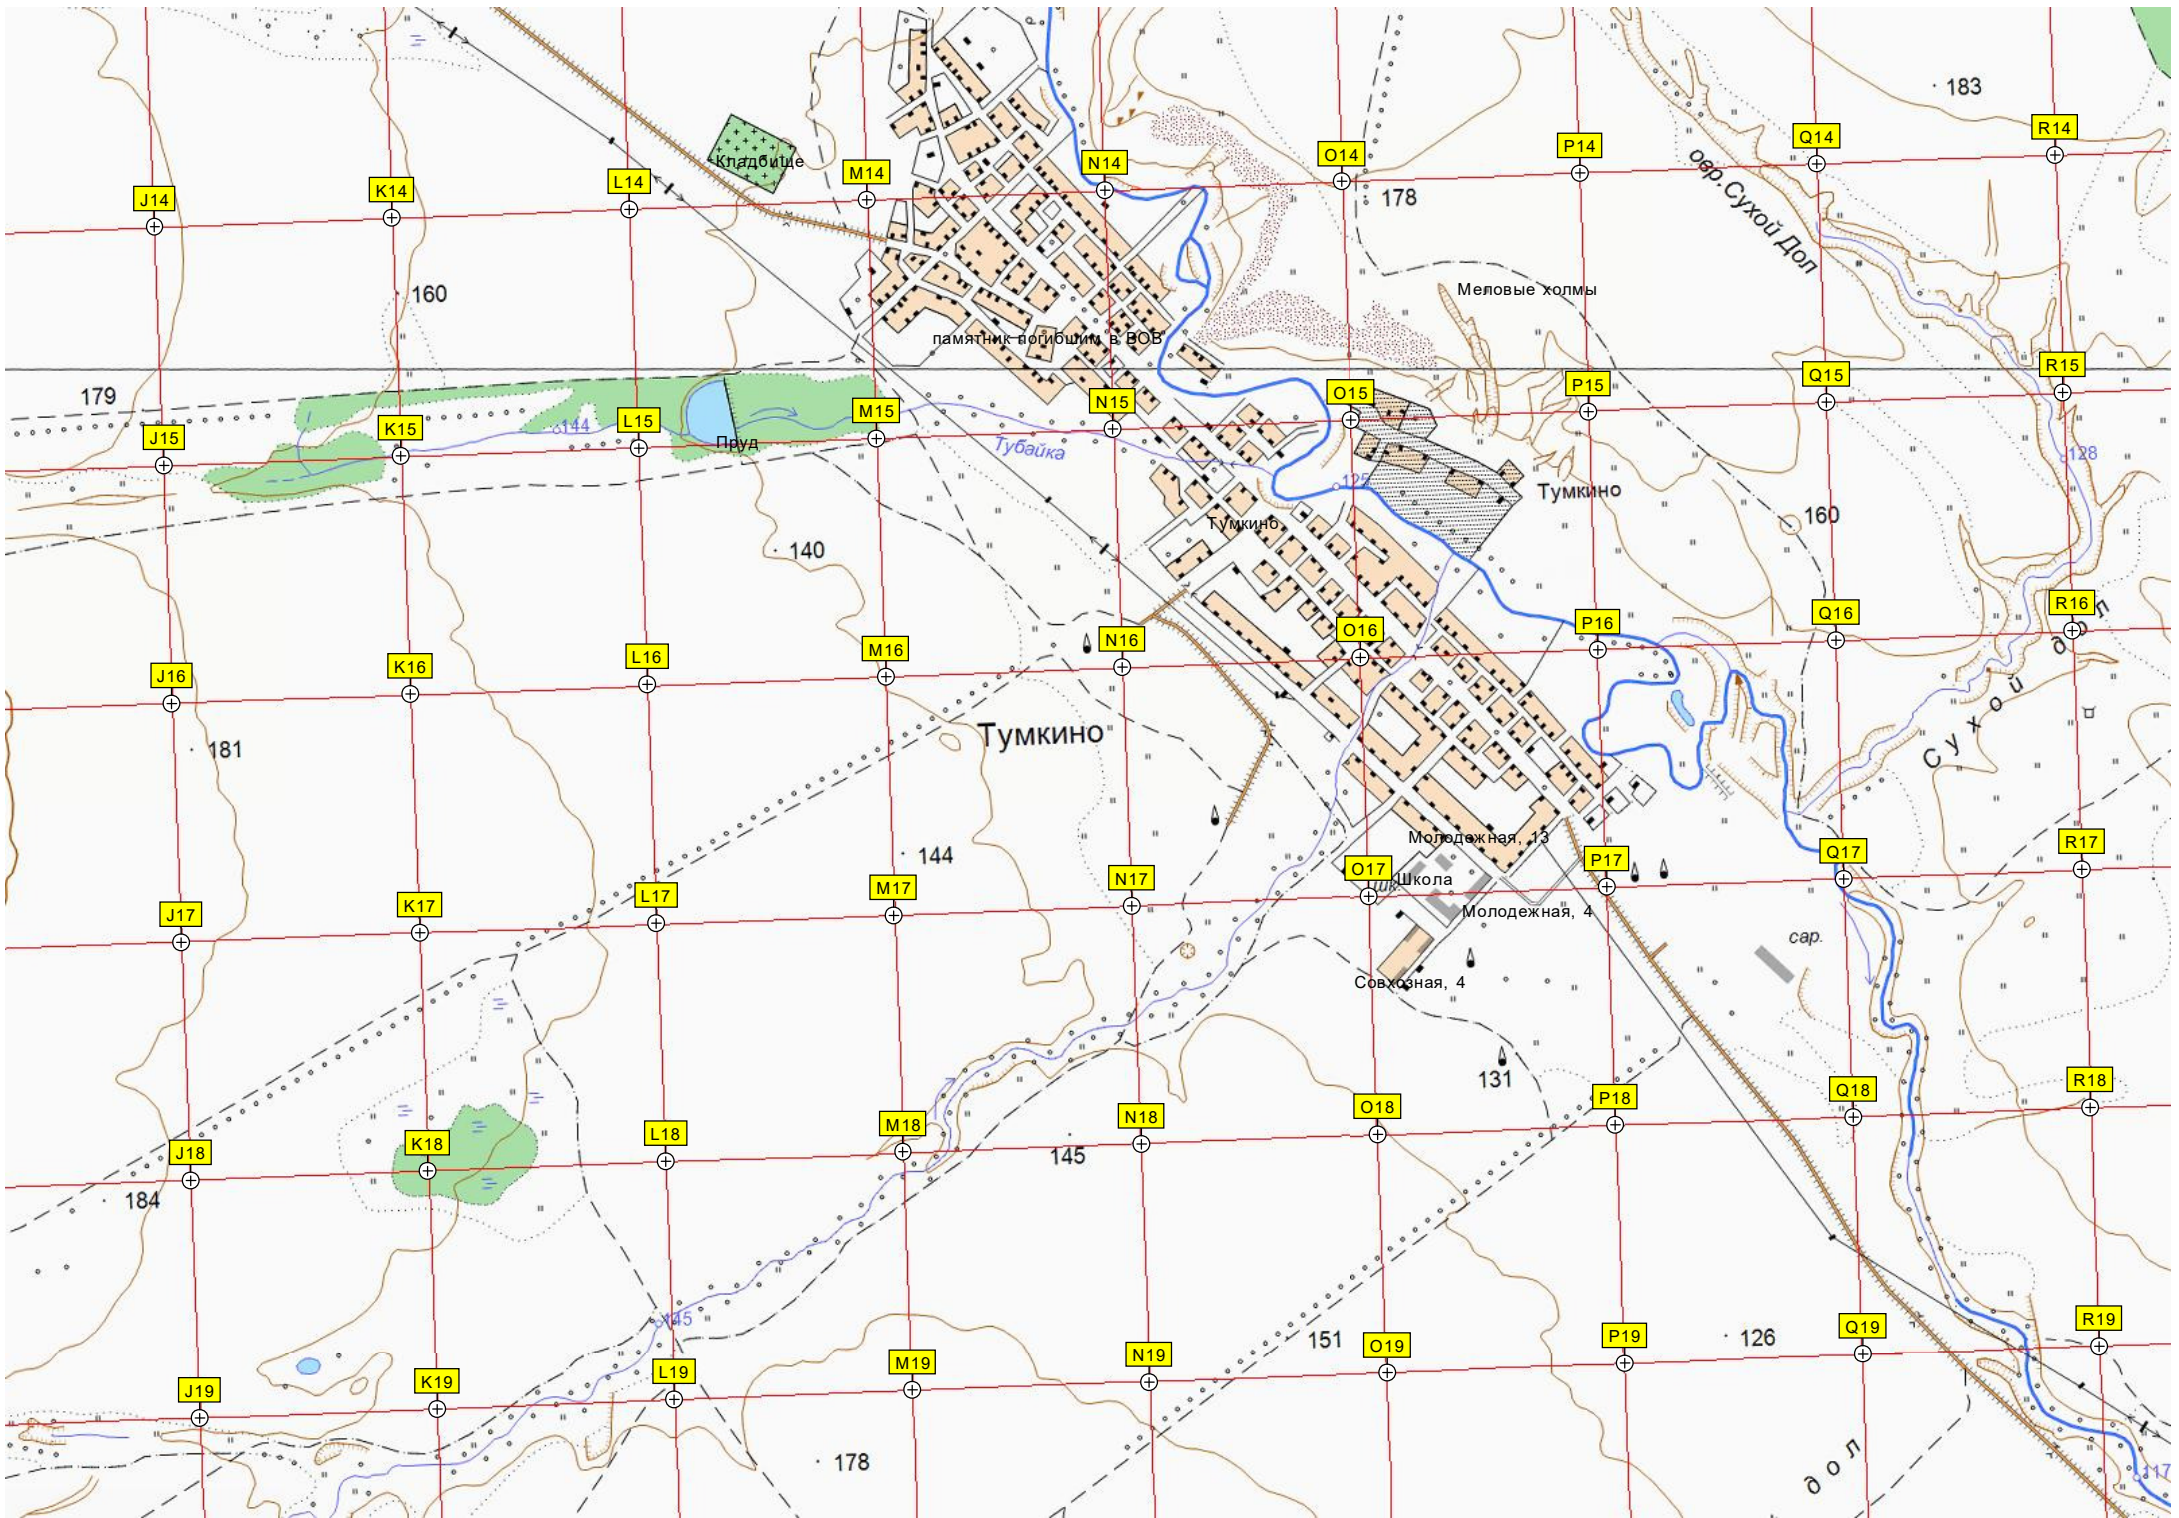 183
R14
Q14
P14
O14
N14
M14
L14
K14
J14
Кладбище
178
овр.Сухой Дол
Меловые холмы
160
памятник погибшим в ВОВ
179
R15
Q15
P15
O15
N15
M15
L15
K15
J15
144
Пруд
Тубайка
128
125
Тумкино
Тумкино
160
140
R16
Q16
P16
O16
N16
M16
L16
K16
J16
Сухой дол
Тумкино
181
Молодежная, 13
144
R17
Q17
P17
O17
N17
M17
L17
K17
J17
шк.
Школа
Молодежная, 4
сар.
Совхозная, 4
131
R18
Q18
P18
O18
N18
M18
L18
K18
J18
145
184
145
151
126
R19
Q19
P19
O19
N19
M19
L19
K19
J19
178
дол
117